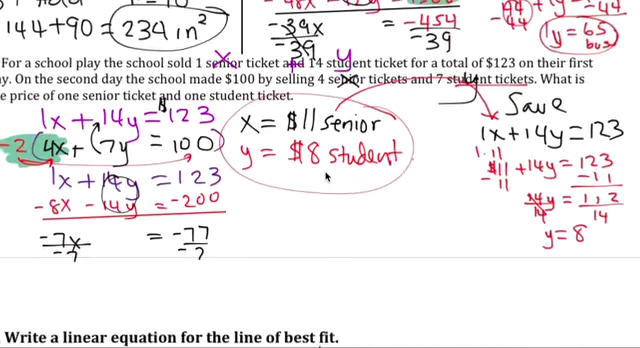 144+90 = 234 in²
-39x = -454
-39 -39
y = 65
bus
For a school play the school sold 1 senior ticket and 14 student ticket for a total of $123 on their first
y. On the second day the school made $100 by selling 4 senior tickets and 7 student tickets. What is
e price of one senior ticket and one student ticket.
x
y
1x + 14y = 123
-2(4x + 7y = 100)
1x + 14y = 123
-8x - 14y = -200
-7x = -77
-7 -7
x = $11 senior
y = $8 student
y
Save
1x + 14y = 123
1·11
$11 + 14y = 123
-11 -11
14y = 112
14 14
y = 8
Write a linear equation for the line of best fit.